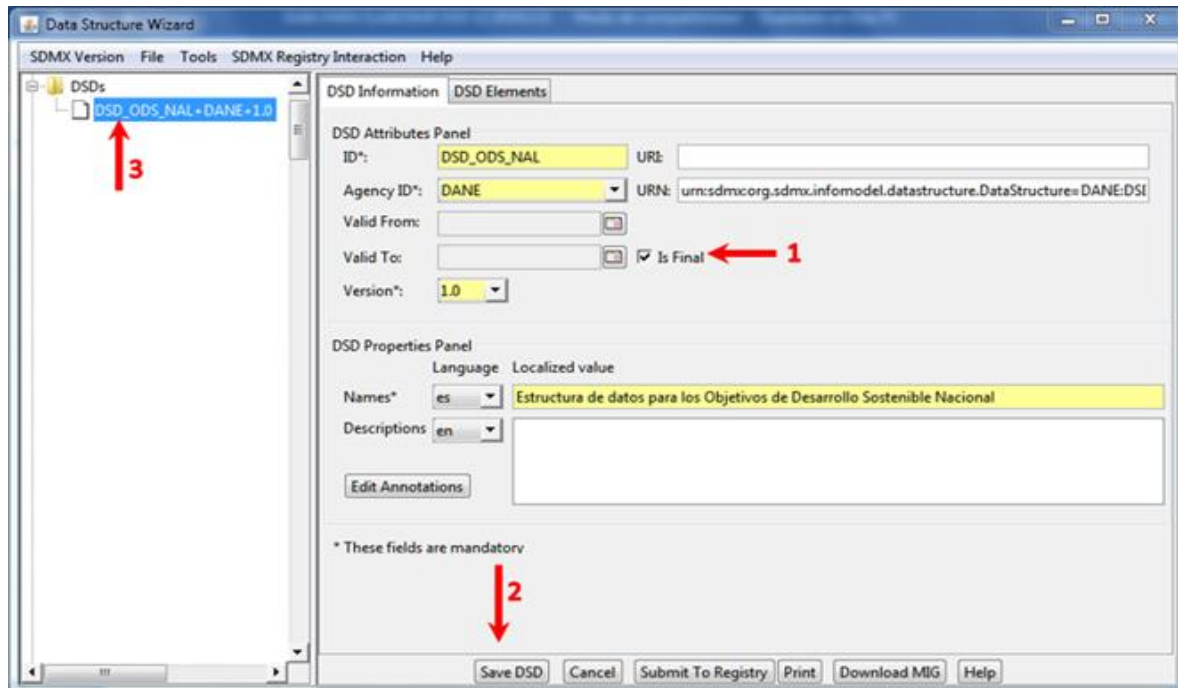 Data Structure Wizard
SDMX Version File Tools SDMX Registry Interaction Help
DSDs
DSD_ODS_NAL+DANE+1.0
3
DSD Information DSD Elements
DSD Attributes Panel
ID*: DSD_ODS_NAL URI:
Agency ID*: DANE URN: urn:sdmx:org.sdmx.infomodel.datastructure.DataStructure=DANE:DSI
Valid From:
Valid To: Is Final 1
Version*: 1.0
DSD Properties Panel
Language Localized value
Names* es Estructura de datos para los Objetivos de Desarrollo Sostenible Nacional
Descriptions en
Edit Annotations
* These fields are mandatory
2
Save DSD Cancel Submit To Registry Print Download MIG Help